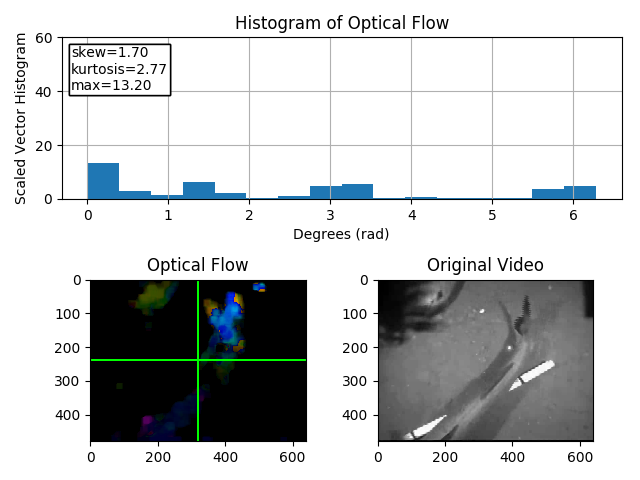 Histogram of Optical Flow
Scaled Vector Histogram
60
40
20
0
skew=1.70
kurtosis=2.77
max=13.20
0 1 2 3 4 5 6
Degrees (rad)
Optical Flow
0
100
200
300
400
0 200 400 600
Original Video
0
100
200
300
400
0 200 400 600